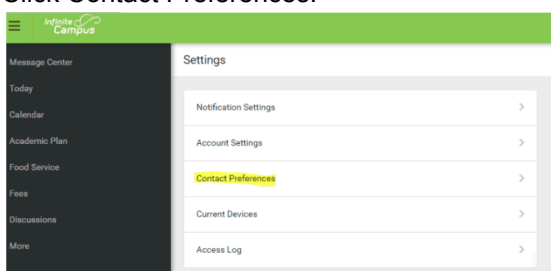 Click Contact Preferences.
Infinite
Campus
Message Center
Today
Calendar
Academic Plan
Food Service
Fees
Discussions
More
Settings
Notification Settings
Account Settings
Contact Preferences
Current Devices
Access Log